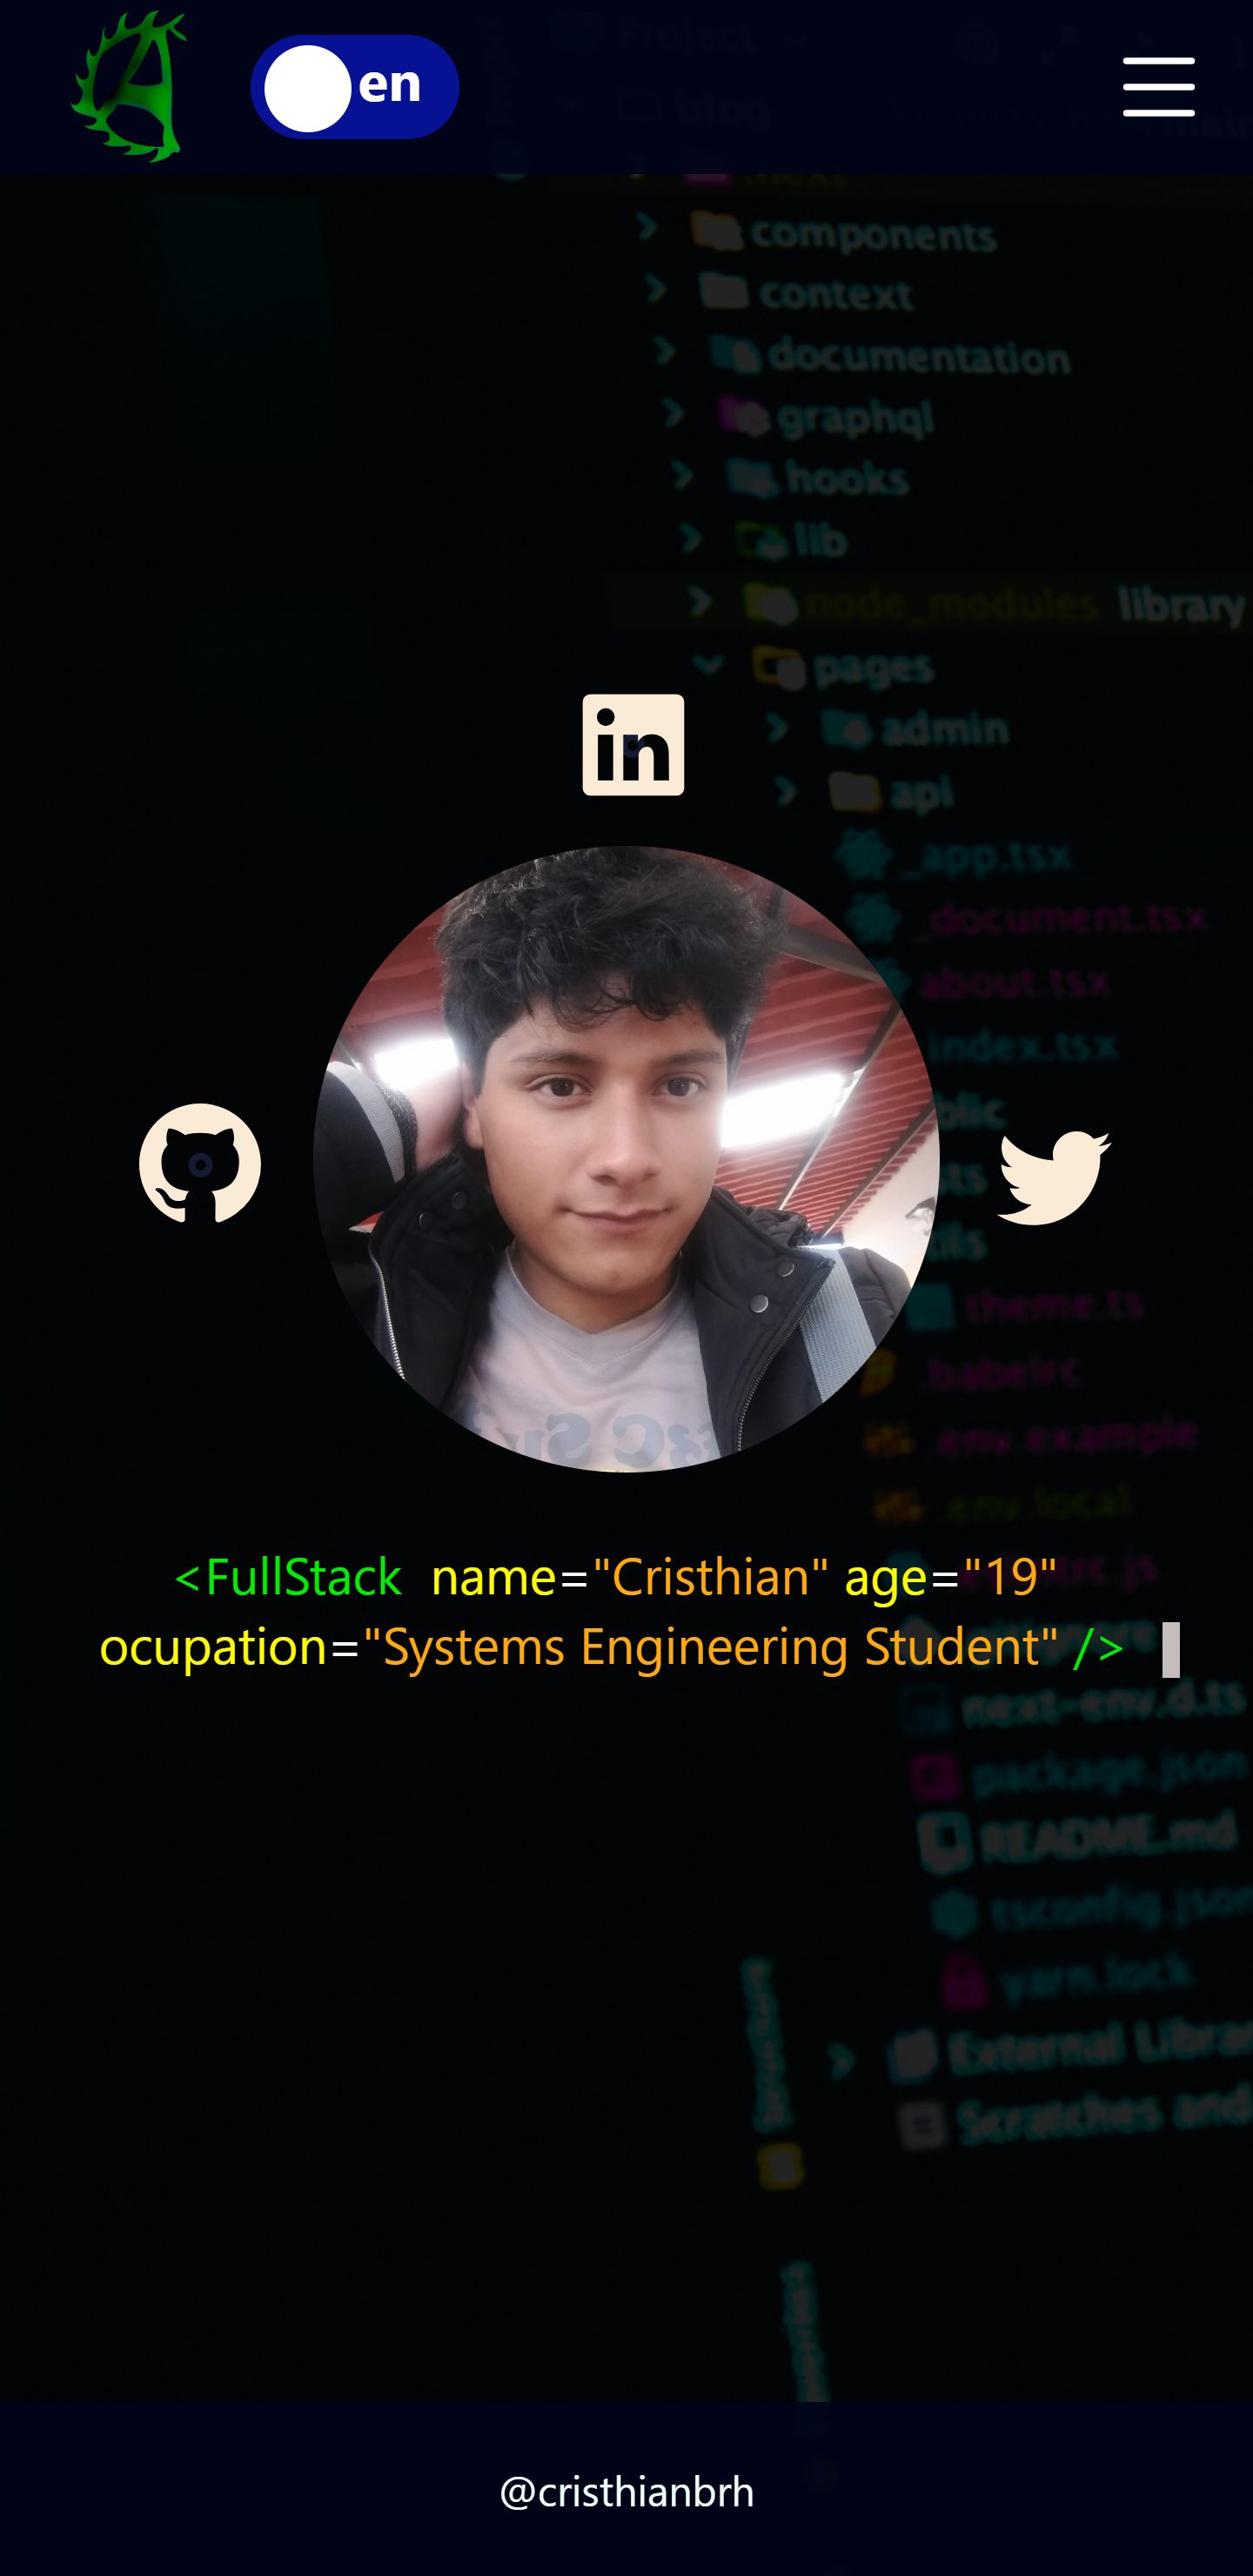 en
components
context
documentation
graphql
hooks
lib
node_modules library
pages
admin
api
_app.tsx
_document.tsx
about.tsx
index.tsx
theme.ts
.babelrc
.env.example
.env.local
<FullStack name="Cristhian" age="19"
ocupation="Systems Engineering Student" />
next-env.d.ts
package.json
README.md
tsconfig.json
yarn.lock
External Librar
Scratches and
@cristhianbrh